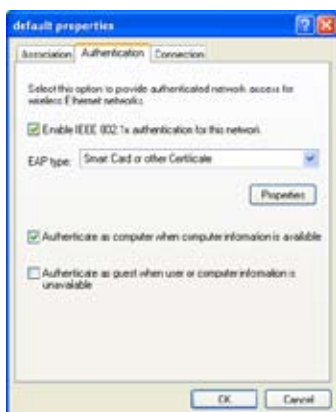 default properties
Association Authentication Connection
Select this option to provide authenticated network access for
wireless Ethernet networks.
Enable IEEE 802.1x authentication for this network
EAP type: Smart Card or other Certificate
Properties
Authenticate as computer when computer information is available
Authenticate as guest when user or computer information is
unavailable
OK Cancel